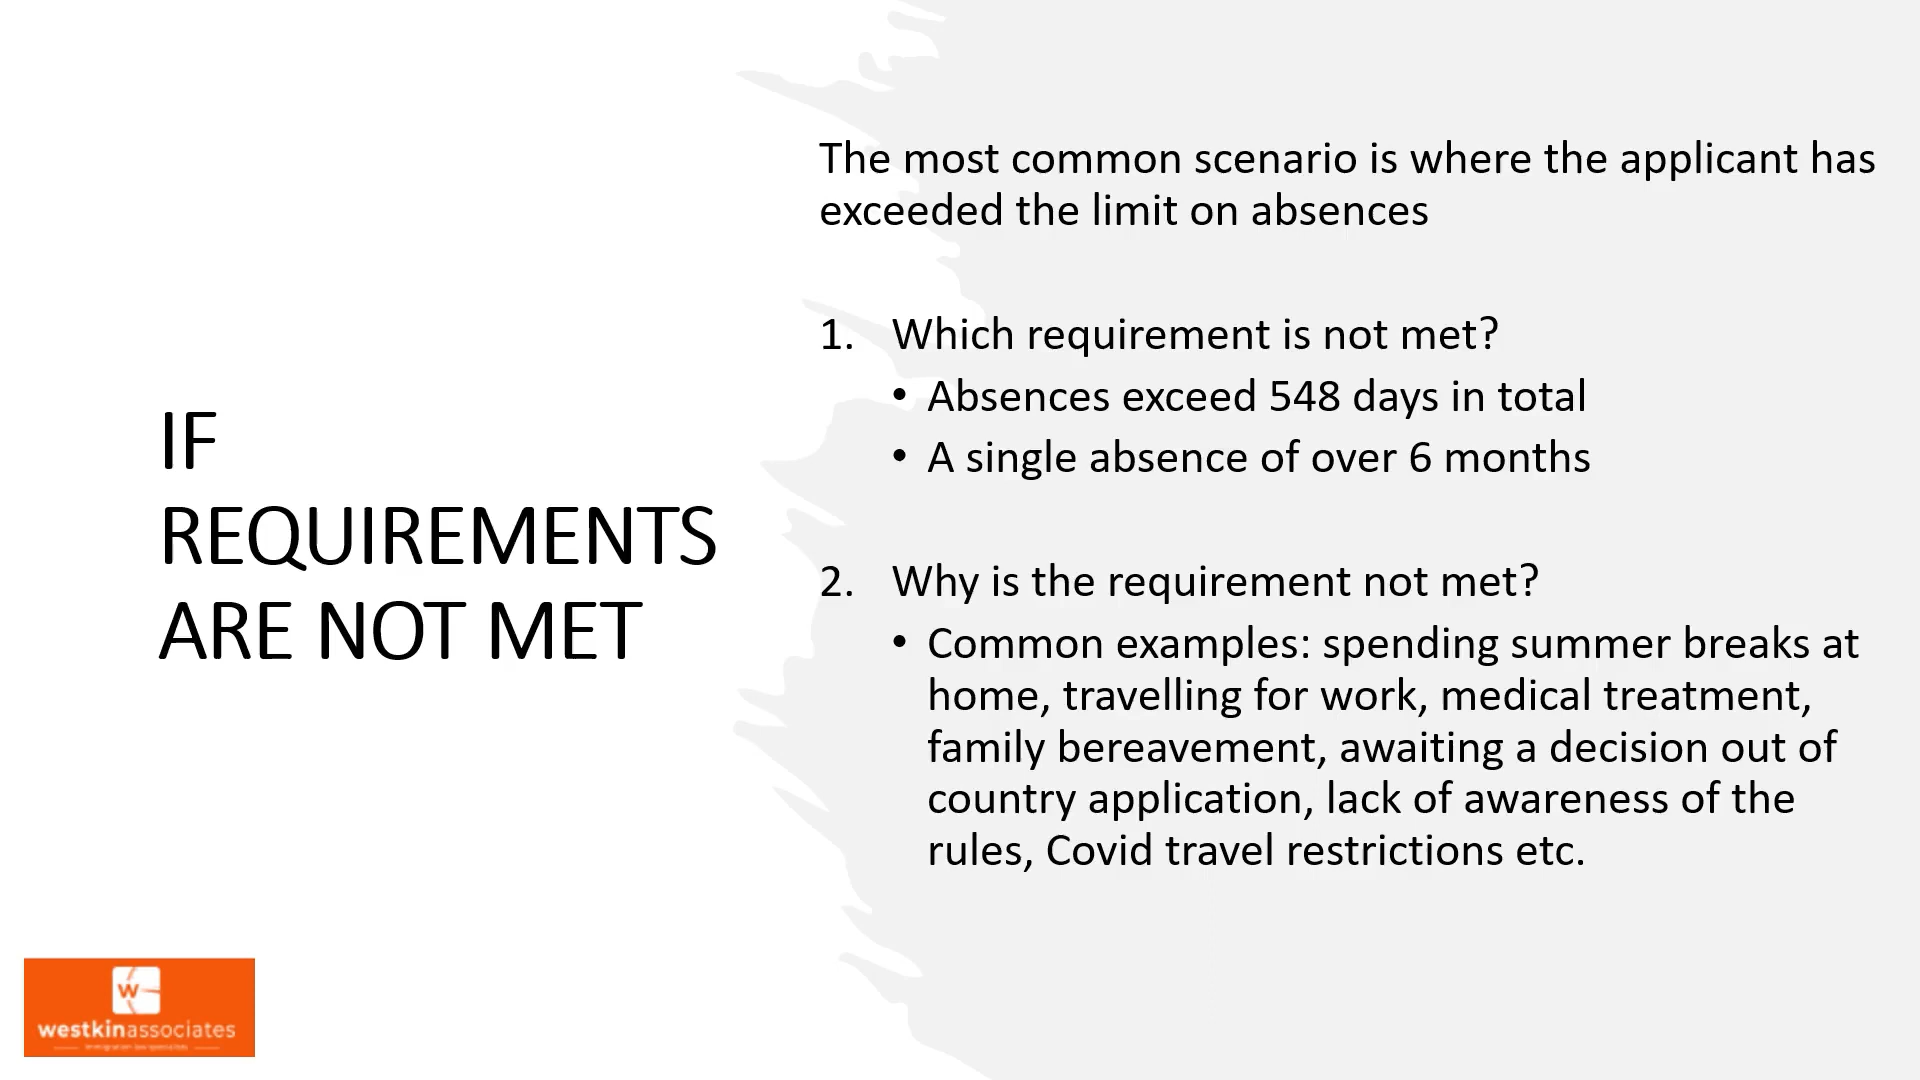 IF
REQUIREMENTS
ARE NOT MET
The most common scenario is where the applicant has
exceeded the limit on absences
1. Which requirement is not met?
• Absences exceed 548 days in total
• A single absence of over 6 months
2. Why is the requirement not met?
• Common examples: spending summer breaks at
home, travelling for work, medical treatment,
family bereavement, awaiting a decision out of
country application, lack of awareness of the
rules, Covid travel restrictions etc.
W
westkinassociates